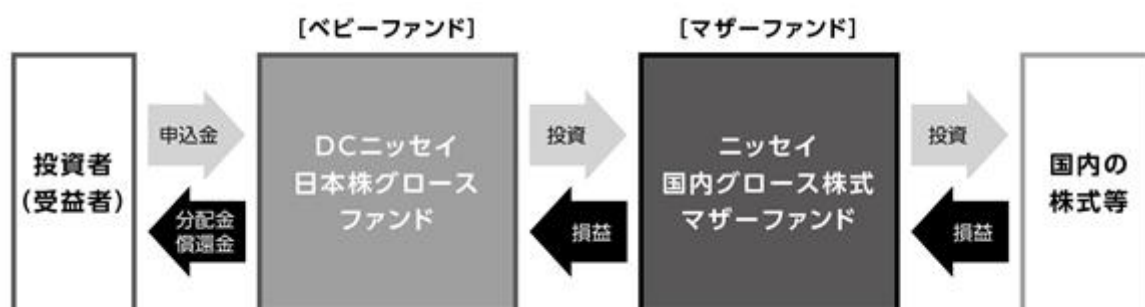 [ベビーファンド]
[マザーファンド]
投資者
(受益者)
申込金
分配金
償還金
DCニッセイ
日本株グロース
ファンド
投資
損益
ニッセイ
国内グロース株式
マザーファンド
投資
損益
国内の
株式等